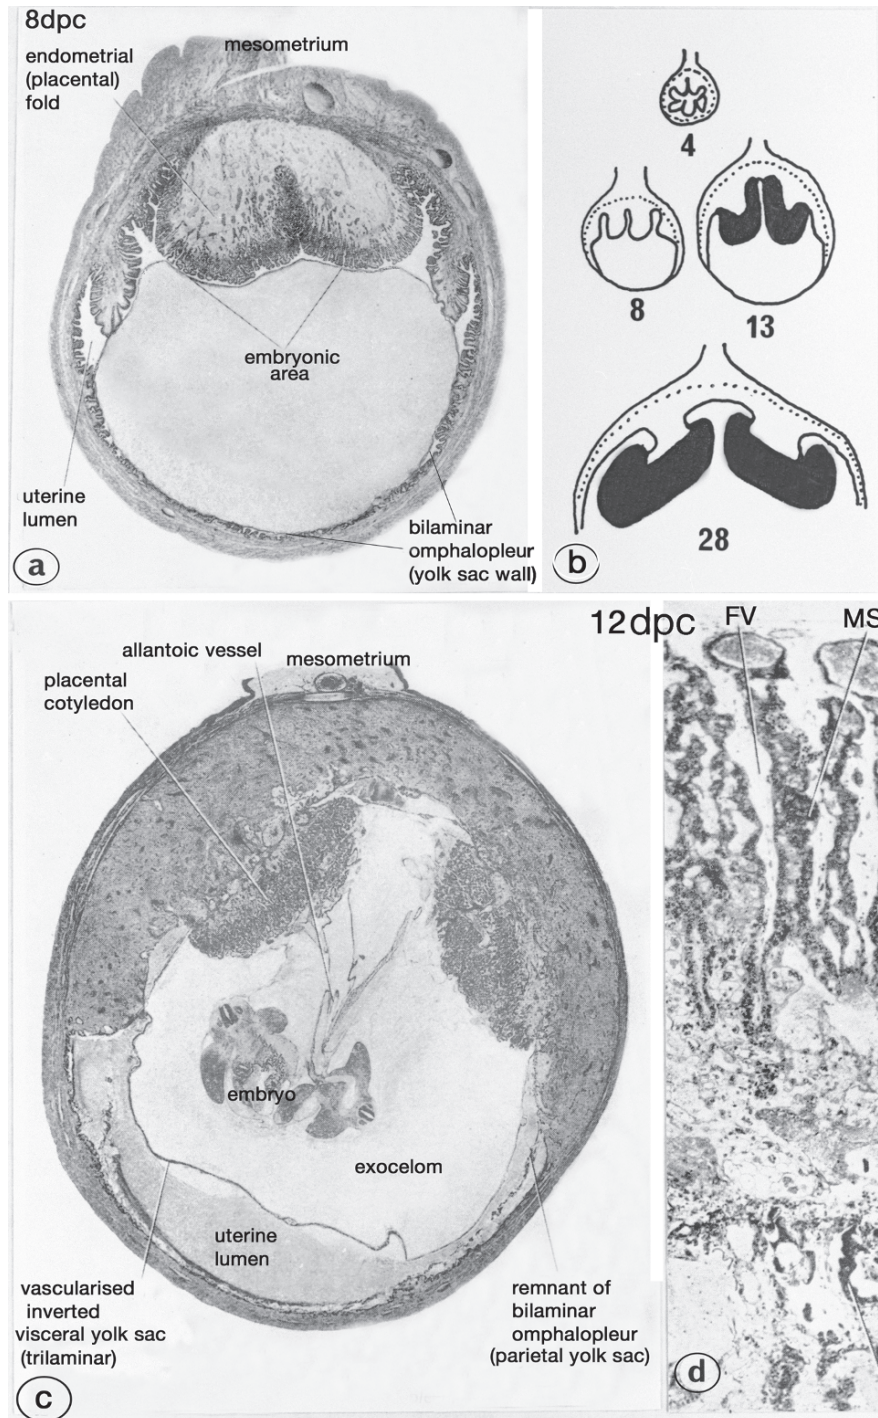 8dpc
mesometrium
endometrial
(placental)
fold
embryonic
area
uterine
lumen
bilaminar
omphalopleur
(yolk sac wall)
a
4
8
13
28
b
12dpc
allantoic vessel
mesometrium
placental
cotyledon
embryo
exocelom
uterine
lumen
vascularised
inverted
visceral yolk sac
(trilaminar)
remnant of
bilaminar
omphalopleur
(parietal yolk sac)
c
FV
MS
d